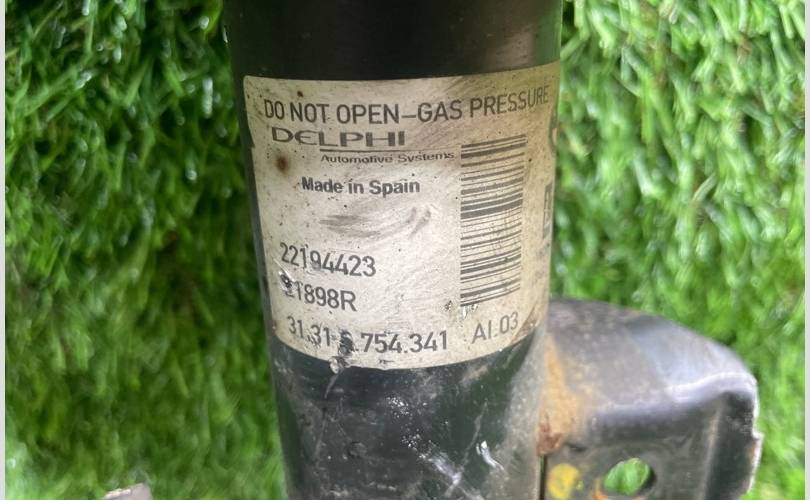 DO NOT OPEN-GAS PRESSURE
DELPHI
Automotive Systems
Made in Spain
22194423
31.31 754.341 AI.03